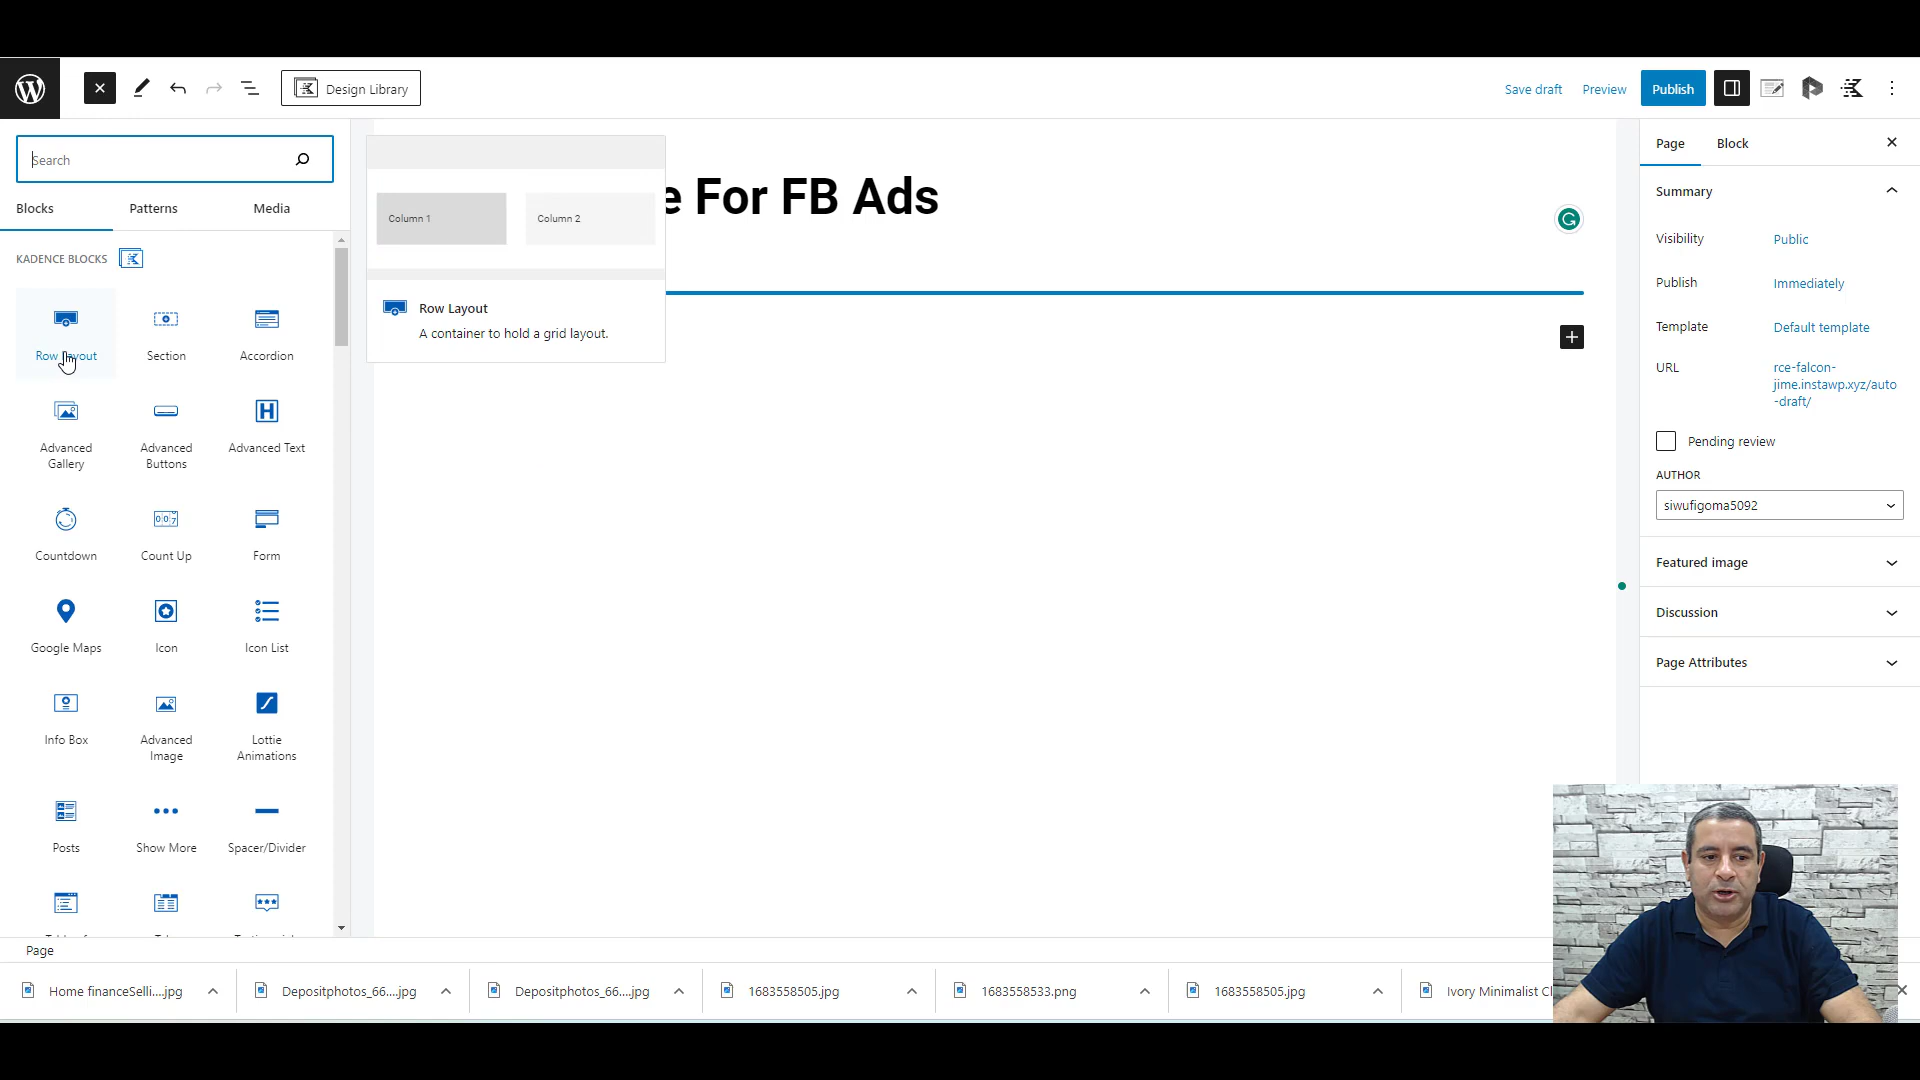 Design Library
Save draft
Preview
Publish
Search
Blocks
Patterns
Media
KADENCE BLOCKS
Row
Section
Accordion
Advanced
Gallery
Advanced
Buttons
Advanced Text
Countdown
Count Up
Form
Google Maps
Icon
Icon List
Info Box
Advanced
Image
Lottie
Animations
Posts
Show More
Spacer/Divider
Column 1
Column 2
Row Layout
A container to hold a grid layout.
e For FB Ads
Page
Block
Summary
Visibility
Public
Publish
Immediately
Template
Default template
URL
rce-falcon-
jime.instawp.xyz/auto
-draft/
Pending review
AUTHOR
siwufigoma5092
Featured image
Discussion
Page Attributes
Page
Home financeSelli....jpg
Depositphotos_66....jpg
Depositphotos_66....jpg
1683558505.jpg
1683558533.png
1683558505.jpg
Ivory Minimalist Cl